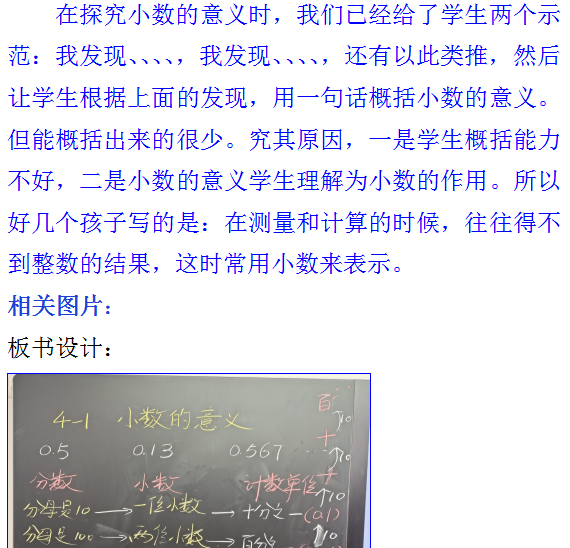 在探究小数的意义时，我们已经给了学生两个示
范：我发现、、、、，我发现、、、、，还有以此类推，然后
让学生根据上面的发现，用一句话概括小数的意义。
但能概括出来的很少。究其原因，一是学生概括能力
不好，二是小数的意义学生理解为小数的作用。所以
好几个孩子写的是：在测量和计算的时候，往往得不
到整数的结果，这时常用小数来表示。
相关图片：
板书设计：
百
4-1 小数的意义
10
十
0.5 0.13 0.567
10
分数 小数 计数单位
10
分母是10 → 一位小数 → 十分之一(0.1)
分母是100 → 两位小数 → 百分
10